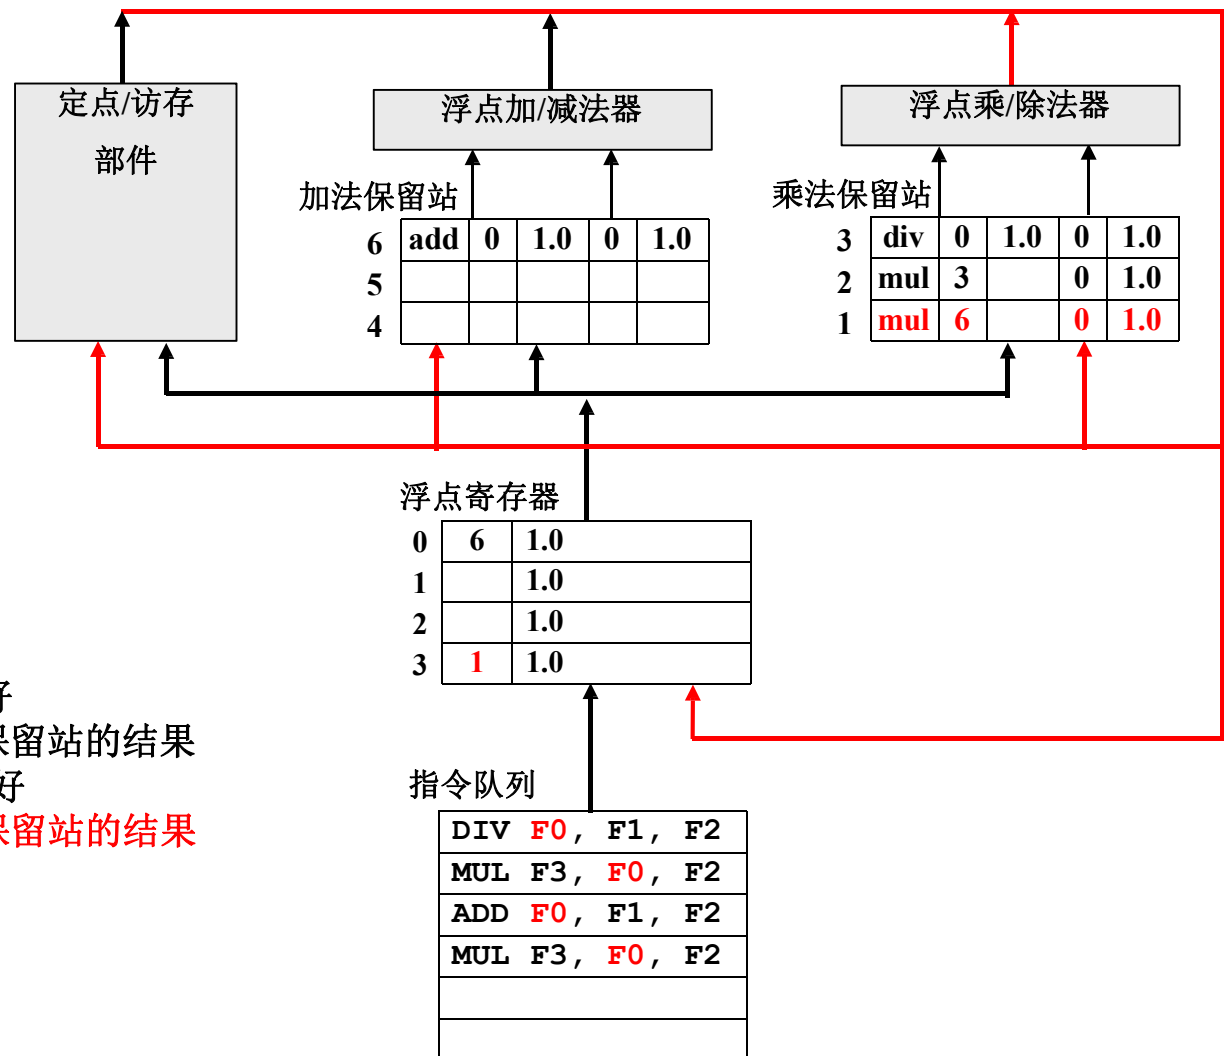 定点/访存
部件
浮点加/减法器
浮点乘/除法器
加法保留站
6 add 0 1.0 0 1.0
5
4
乘法保留站
3 div 0 1.0 0 1.0
2 mul 3 0 1.0
1 mul 6 0 1.0
浮点寄存器
0 6 1.0
1 1.0
2 1.0
3 1 1.0
好
保留站的结果
好
保留站的结果
指令队列
DIV F0, F1, F2
MUL F3, F0, F2
ADD F0, F1, F2
MUL F3, F0, F2